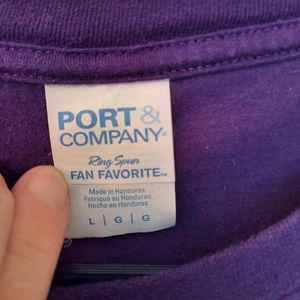 PORT &
COMPANY®
Ring Spun
FAN FAVORITE™
Made in Honduras
Fabriqué au Honduras
Hecho en Honduras
L | G | G